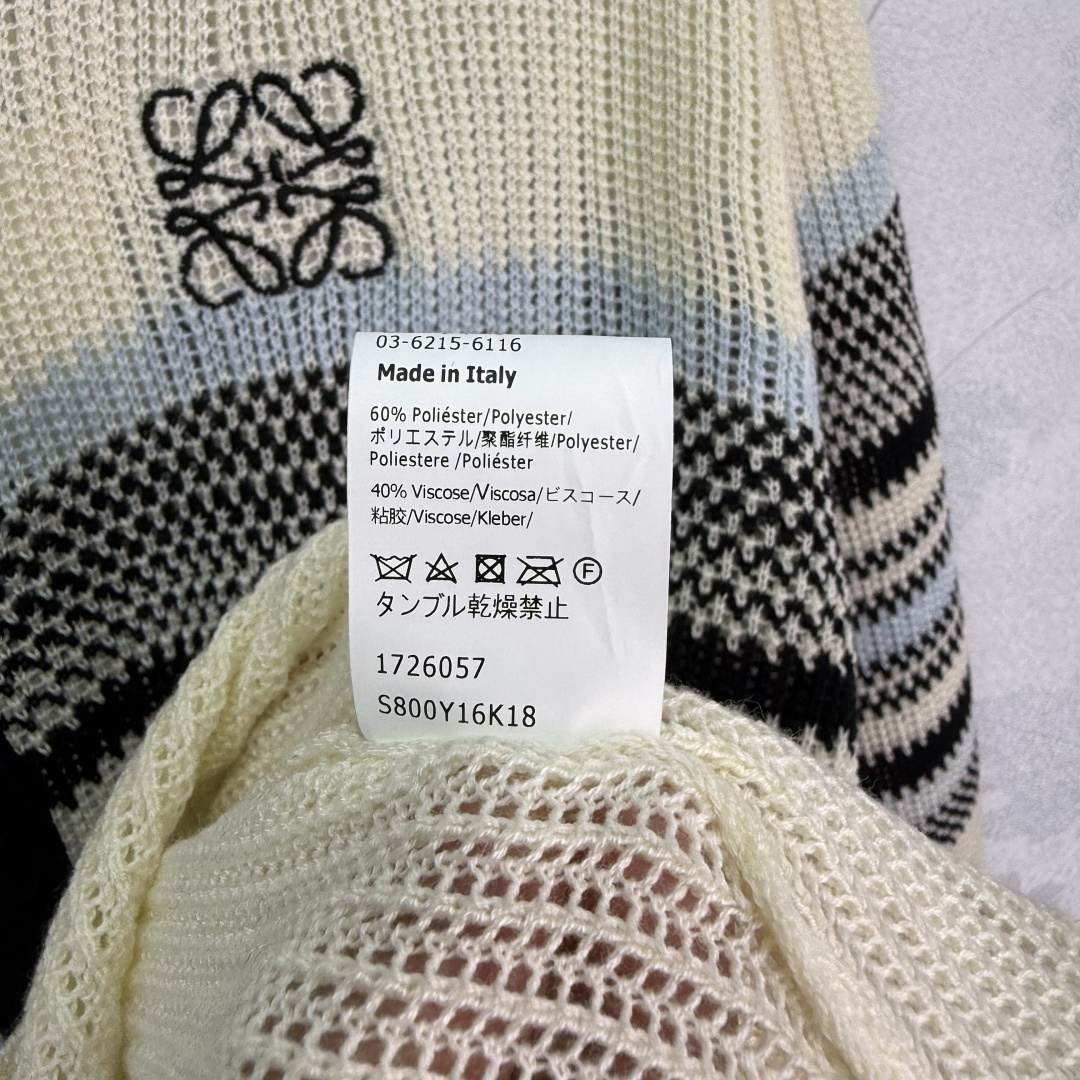 03-6215-6116
Made in Italy
60% Poliéster/Polyester/
ポリエステル/聚酯纤维/Polyester/
Poliestere /Poliéster
40% Viscose/Viscosa/ビスコース/
粘胶/Viscose/Kleber/
F
タンブル乾燥禁止
1726057
S800Y16K18